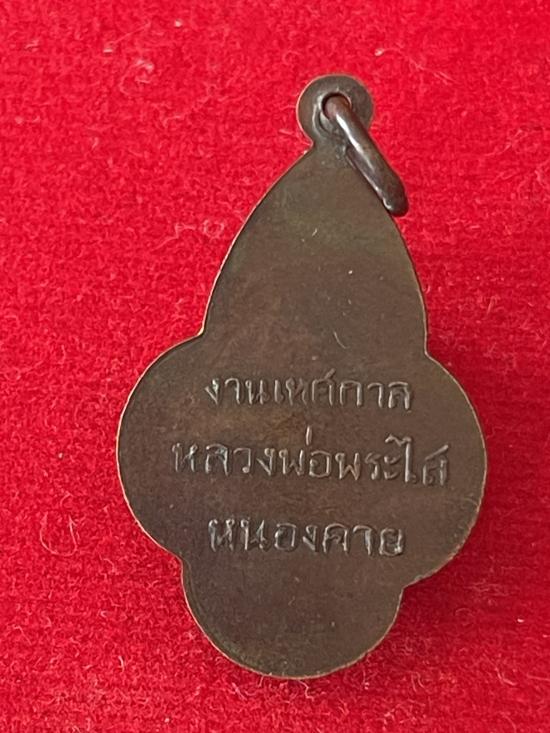 งานเทศกาล
หลวงพ่อพระใส
หนองคาย